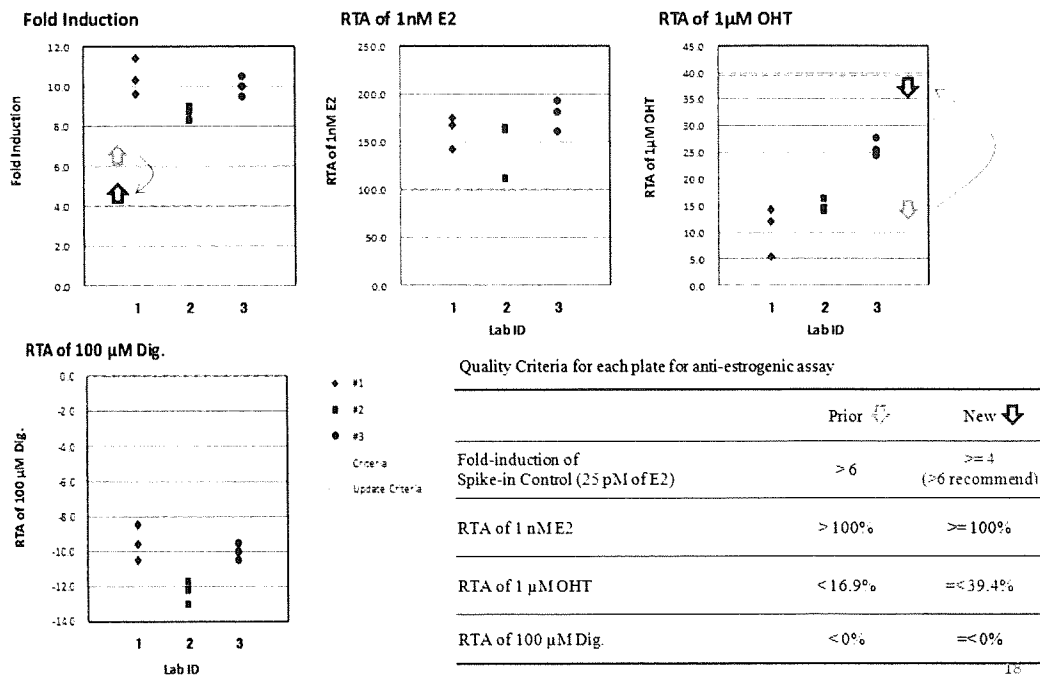 Fold Induction
RTA of 1nM E2
RTA of 1µM OHT
Fold Induction
12.0
10.0
8.0
6.0
4.0
2.0
0.0
1 2 3
RTA of 1nM E2
250.0
200.0
150.0
100.0
50.0
0.0
1 2 3
Lab ID
RTA of 1µM OHT
45.0
40.0
35.0
30.0
25.0
20.0
15.0
10.0
5.0
0.0
1 2 3
RTA of 100 µM Dig.
RTA of 100 µM Dig.
0.0
-2.0
-4.0
-6.0
-8.0
-10.0
-12.0
-14.0
1 2 3
Lab ID
#1
#2
#3
Criteria
Update Criteria
Quality Criteria for each plate for anti-estrogenic assay
Prior New
Fold-induction of
Spike-in Control (25 pM of E2) >6 >=4
(>6 recommend)
RTA of 1 nM E2 >100% >=100%
RTA of 1 µM OHT <16.9% =<39.4%
RTA of 100 µM Dig. <0% =<0%
18